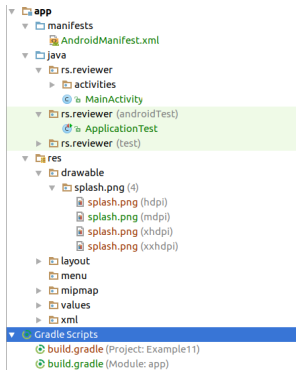 app
manifests
AndroidManifest.xml
java
rs.reviewer
activities
MainActivity
rs.reviewer (androidTest)
ApplicationTest
rs.reviewer (test)
res
drawable
splash.png (4)
splash.png (hdpi)
splash.png (mdpi)
splash.png (xhdpi)
splash.png (xxhdpi)
layout
menu
mipmap
values
xml
Gradle Scripts
build.gradle (Project: Example11)
build.gradle (Module: app)